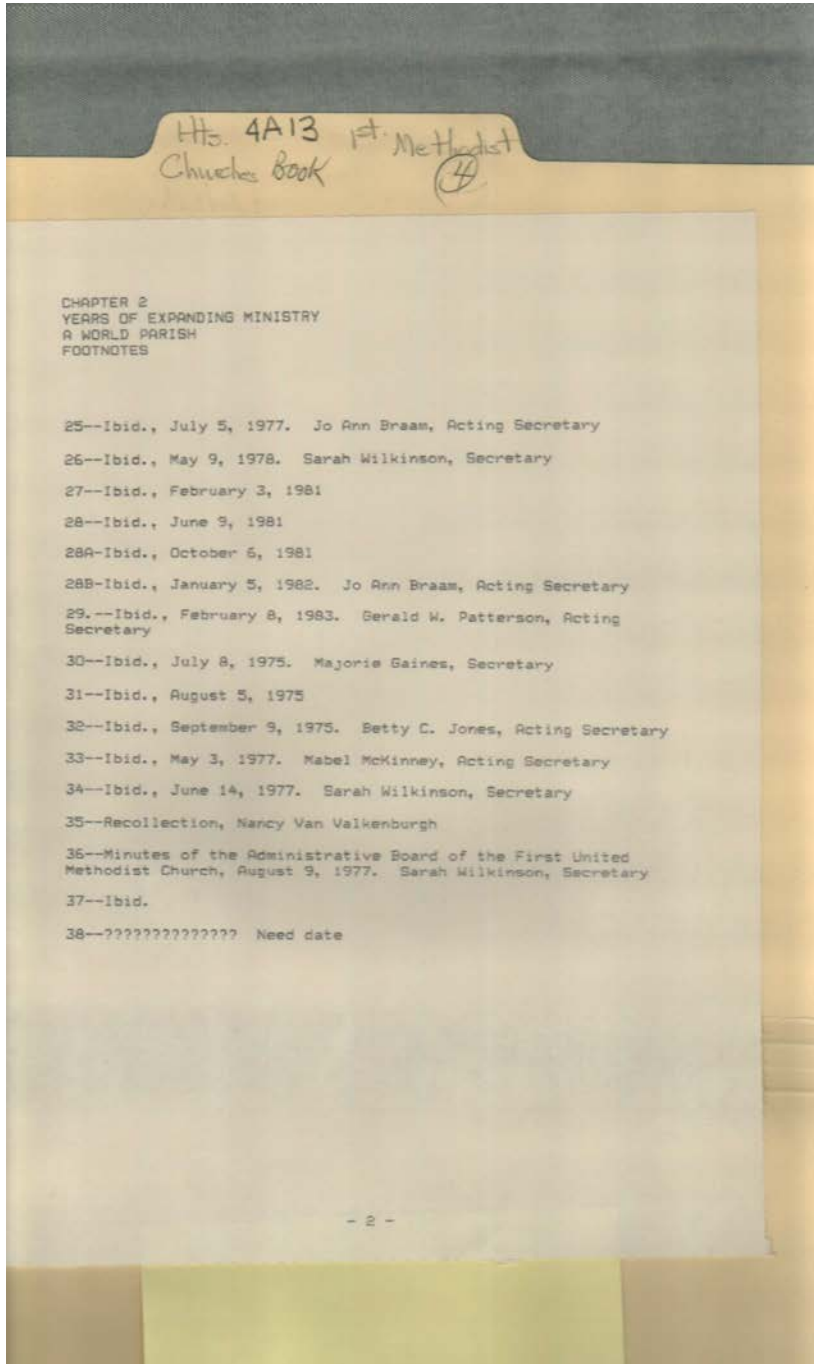 Hts. 4A13 1st. Methodist
Churches Book 4
CHAPTER 2
YEARS OF EXPANDING MINISTRY
A WORLD PARISH
FOOTNOTES
25--Ibid., July 5, 1977. Jo Ann Braam, Acting Secretary
26--Ibid., May 9, 1978. Sarah Wilkinson, Secretary
27--Ibid., February 3, 1981
28--Ibid., June 9, 1981
28A-Ibid., October 6, 1981
28B-Ibid., January 5, 1982. Jo Ann Braam, Acting Secretary
29.--Ibid., February 8, 1983. Gerald W. Patterson, Acting
Secretary
30--Ibid., July 8, 1975. Majorie Gaines, Secretary
31--Ibid., August 5, 1975
32--Ibid., September 9, 1975. Betty C. Jones, Acting Secretary
33--Ibid., May 3, 1977. Mabel McKinney, Acting Secretary
34--Ibid., June 14, 1977. Sarah Wilkinson, Secretary
35--Recollection, Nancy Van Valkenburgh
36--Minutes of the Administrative Board of the First United
Methodist Church, August 9, 1977. Sarah Wilkinson, Secretary
37--Ibid.
38--?????????????? Need date
- 2 -